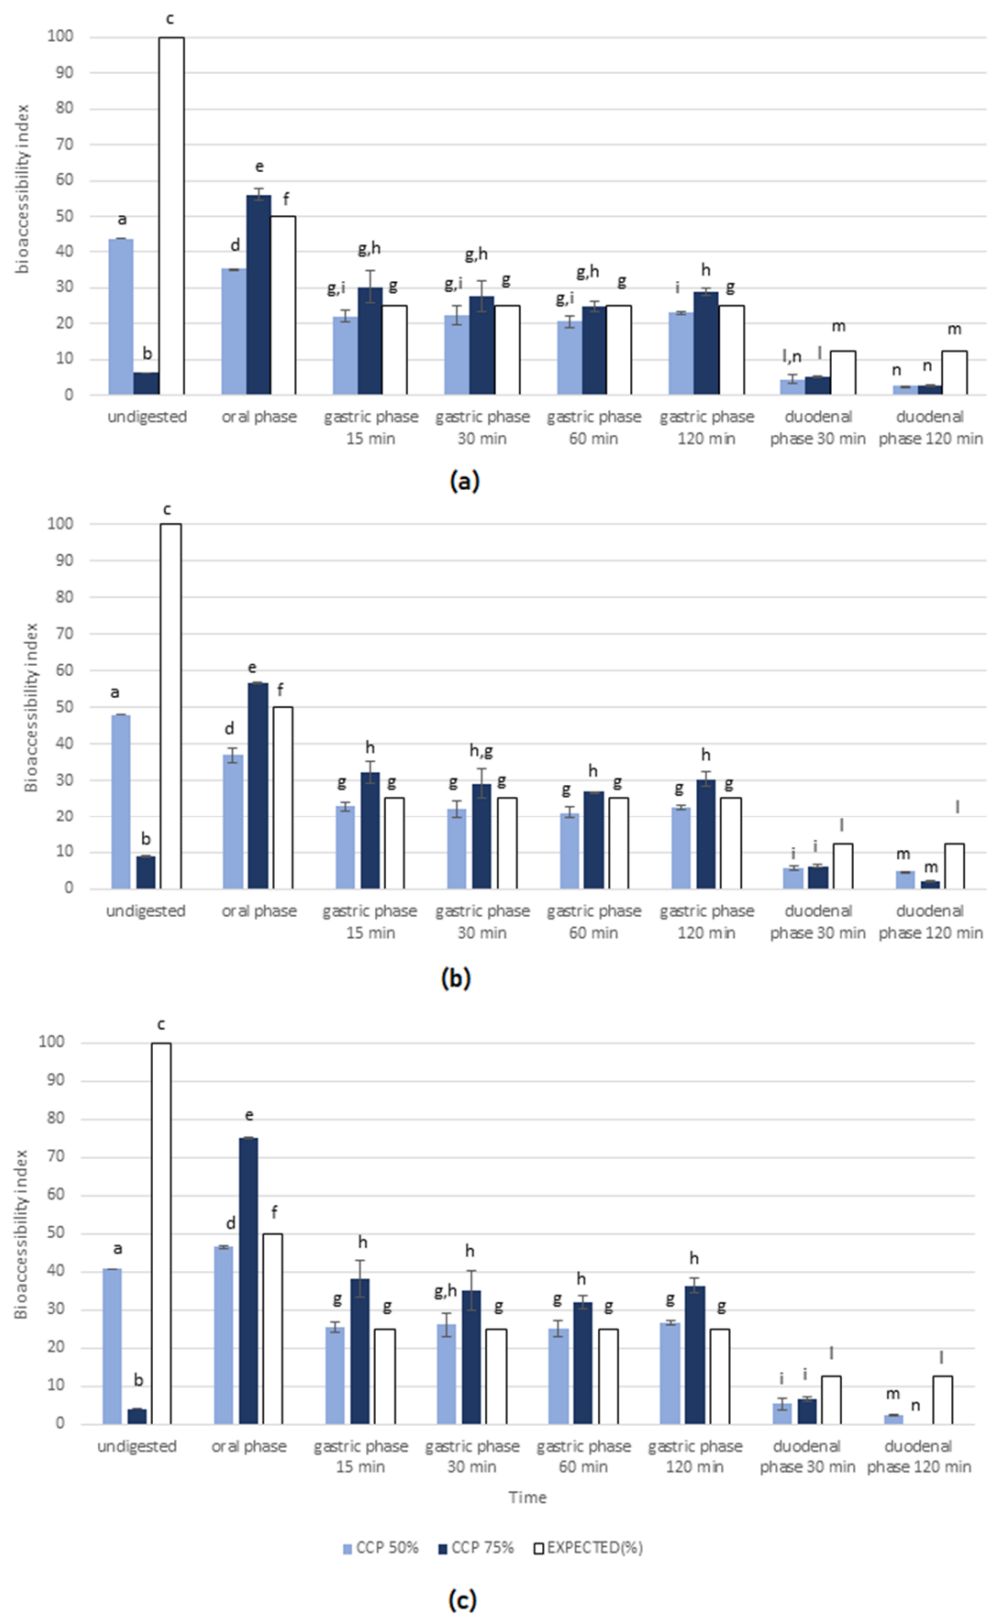 c
100
90
80
70
60
50
40
30
20
10
0
bioaccessibility index
a
b
d
e
f
g,i
g,h
g
g,i
g,h
g
g,i
g,h
g
i
h
g
l,n
l
m
n
n
m
undigested
oral phase
gastric phase
15 min
gastric phase
30 min
gastric phase
60 min
gastric phase
120 min
duodenal
phase 30 min
duodenal
phase 120 min
(a)
c
100
90
80
70
60
50
40
30
20
10
0
Bioaccessibility index
a
b
d
e
f
g
h
g
g
h,g
g
g
h
g
g
h
g
i
i
l
m
m
l
undigested
oral phase
gastric phase
15 min
gastric phase
30 min
gastric phase
60 min
gastric phase
120 min
duodenal
phase 30 min
duodenal
phase 120 min
(b)
c
100
90
80
70
60
50
40
30
20
10
0
Bioaccessibility index
a
b
d
e
f
g
h
g
g,h
h
g
g
h
g
g
h
g
i
i
l
m
n
l
undigested
oral phase
gastric phase
15 min
gastric phase
30 min
gastric phase
60 min
gastric phase
120 min
duodenal
phase 30 min
duodenal
phase 120 min
Time
CCP 50% CCP 75% EXPECTED(%)
(c)